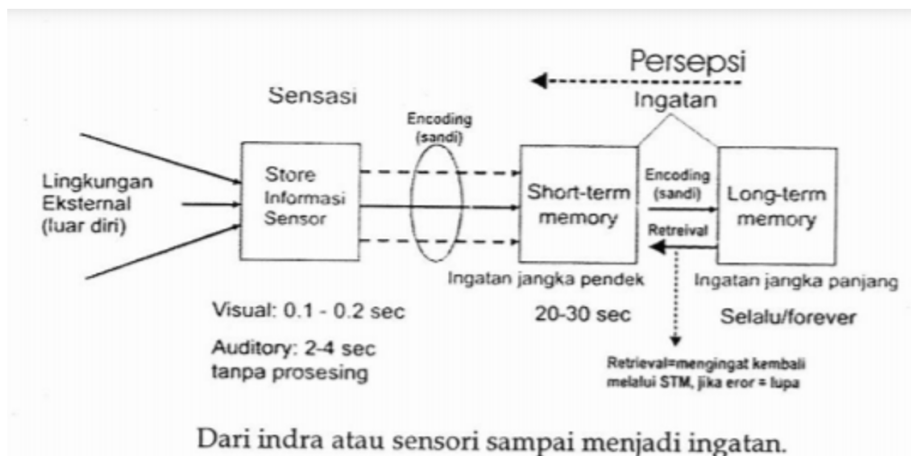 Persepsi
Sensasi
Ingatan
Encoding
(sandi)
Lingkungan
Eksternal
(luar diri)
Store
Informasi
Sensor
Short-term
memory
Encoding
(sandi)
Retreival
Long-term
memory
Ingatan jangka pendek
Ingatan jangka panjang
Visual: 0.1 - 0.2 sec
20-30 sec
Selalu/forever
Auditory: 2-4 sec
tanpa prosesing
Retrieval=mengingat kembali
melalui STM, jika eror = lupa
Dari indra atau sensori sampai menjadi ingatan.